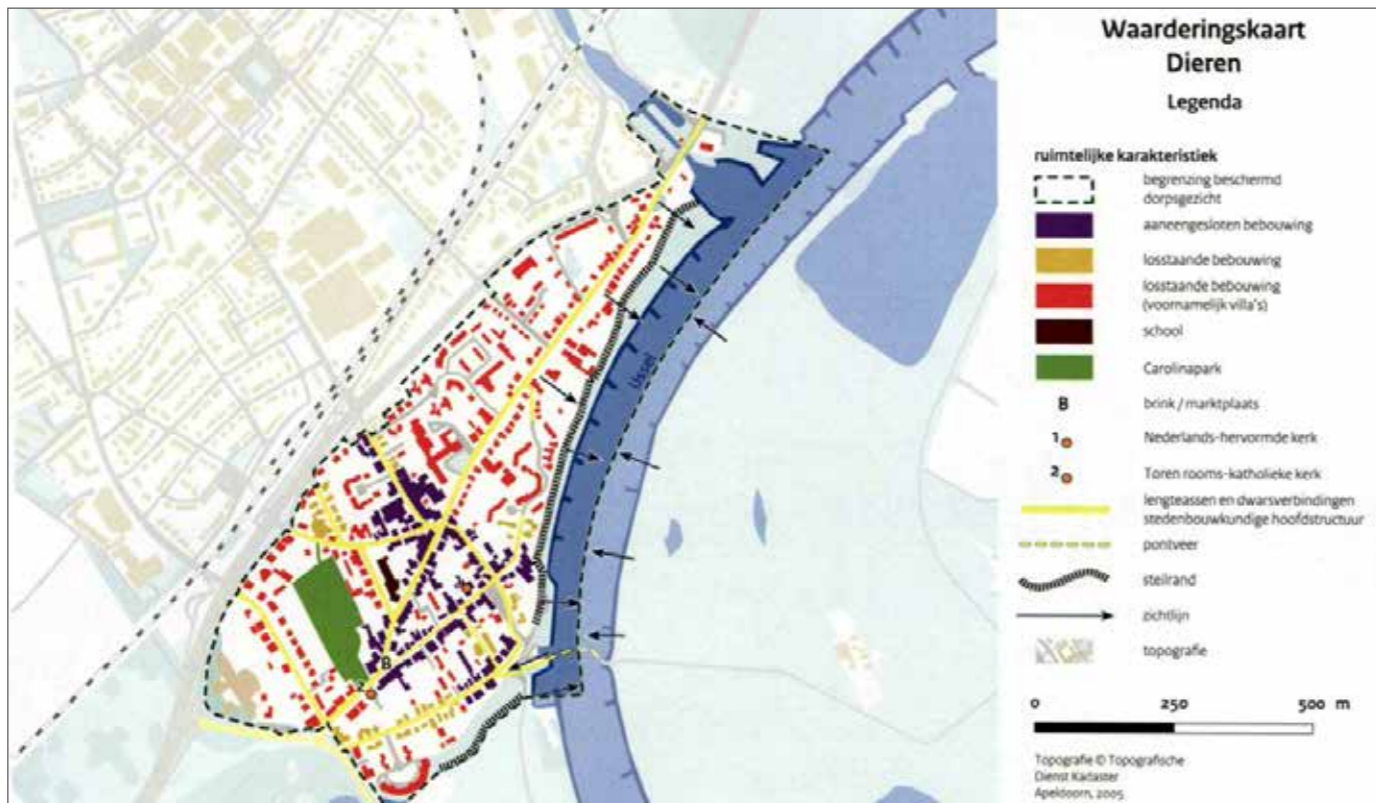 Waarderingskaart
Dieren
Legenda
ruimtelijke karakteristiek
begrenzing beschermd
dorpsgezicht
aaneengesloten bebouwing
losstaande bebouwing
losstaande bebouwing
(voornamelijk villa's)
school
Carolinapark
B
brink / marktplaats
1
Nederlands-hervormde kerk
2
Toren rooms-katholieke kerk
lengteassen en dwarsverbindingen
stedenbouwkundige hoofdstructuur
pontveer
steilrand
zichtlijn
topografie
0 250 500 m
Topografie © Topografische
Dienst Kadaster
Apeldoorn, 2005
IJssel
1
B
2